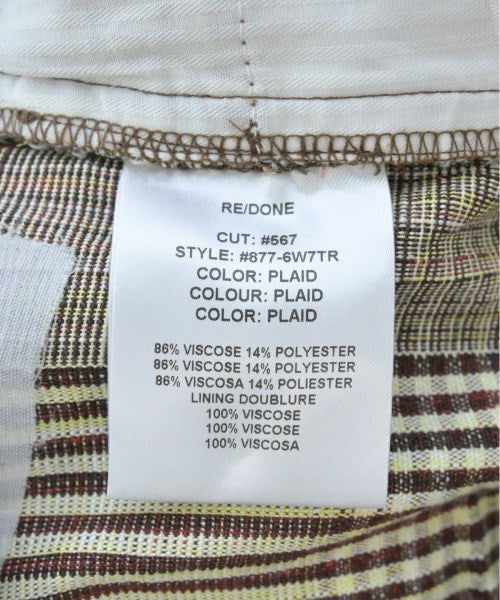 RE/DONE
CUT: #567
STYLE: #877-6W7TR
COLOR: PLAID
COLOUR: PLAID
COLOR: PLAID
86% VISCOSE 14% POLYESTER
86% VISCOSE 14% POLYESTER
86% VISCOSA 14% POLIESTER
LINING DOUBLURE
100% VISCOSE
100% VISCOSE
100% VISCOSA